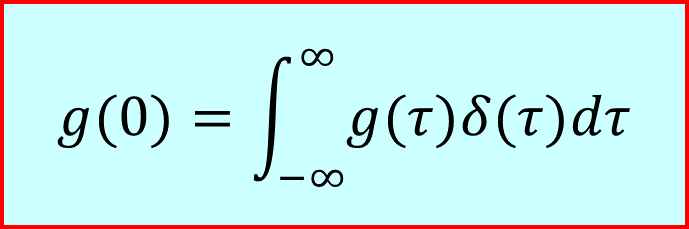 g(0) = ∫_{-∞}^{∞} g(τ)δ(τ)dτ